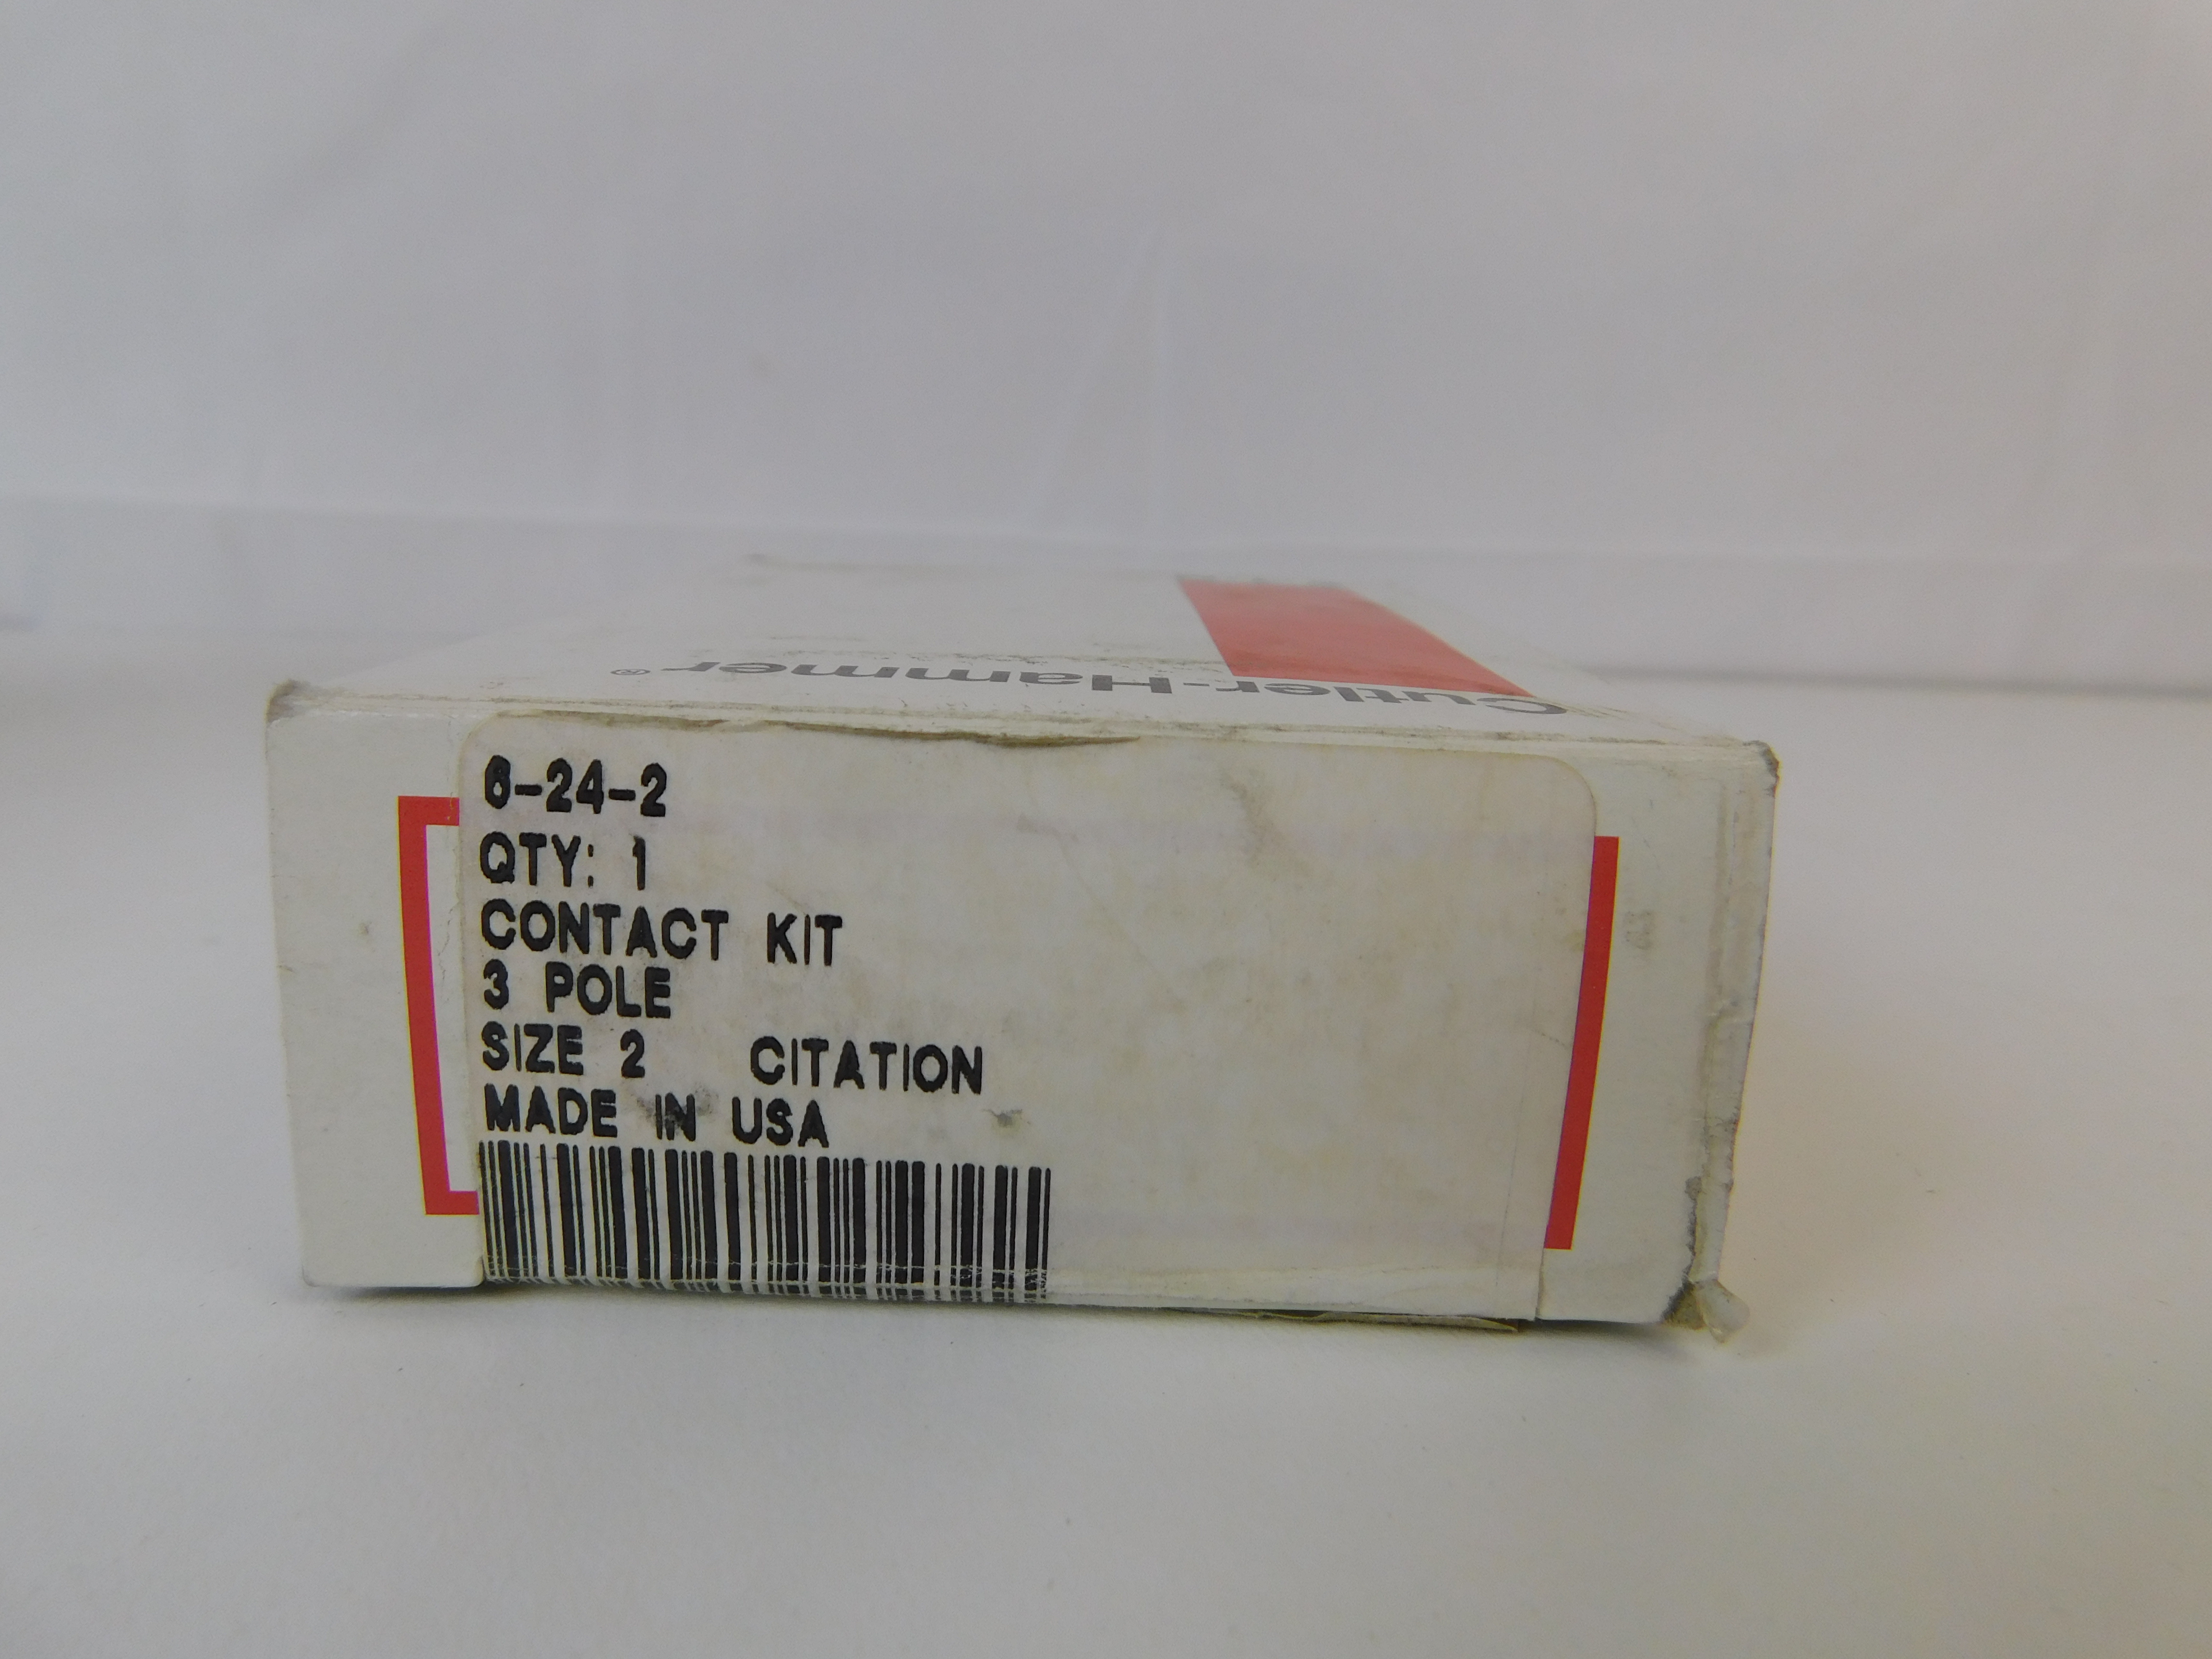 Cutler-Hammer®
6-24-2
QTY: 1
CONTACT KIT
3 POLE
SIZE 2 CITATION
MADE IN USA